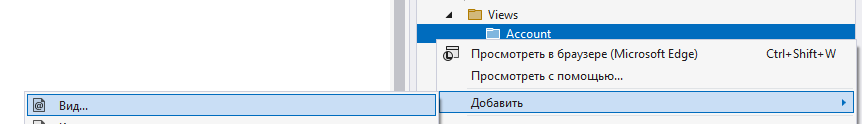 Views
Account
Просмотреть в браузере (Microsoft Edge) Ctrl+Shift+W
Просмотреть с помощью...
Добавить
Вид...